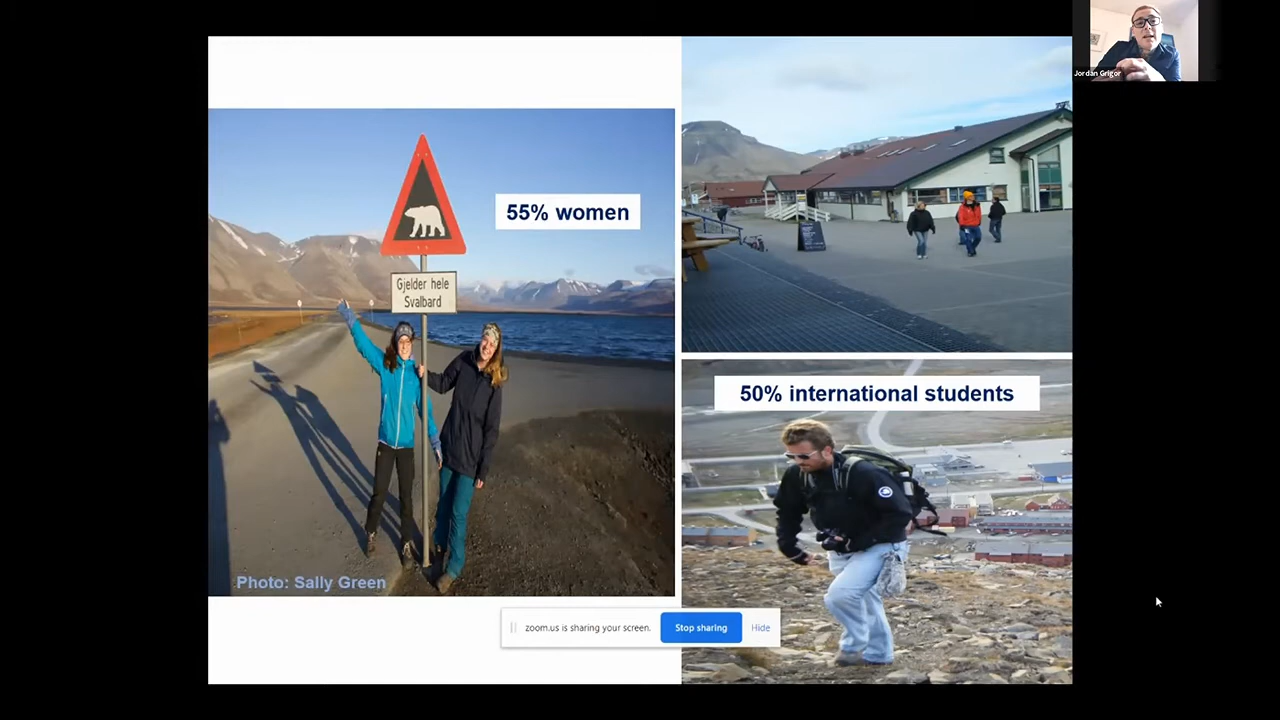 Jordan Grigor
55% women
Gjelder hele
Svalbard
Photo: Sally Green
50% international students
zoom.us is sharing your screen.
Stop sharing
Hide